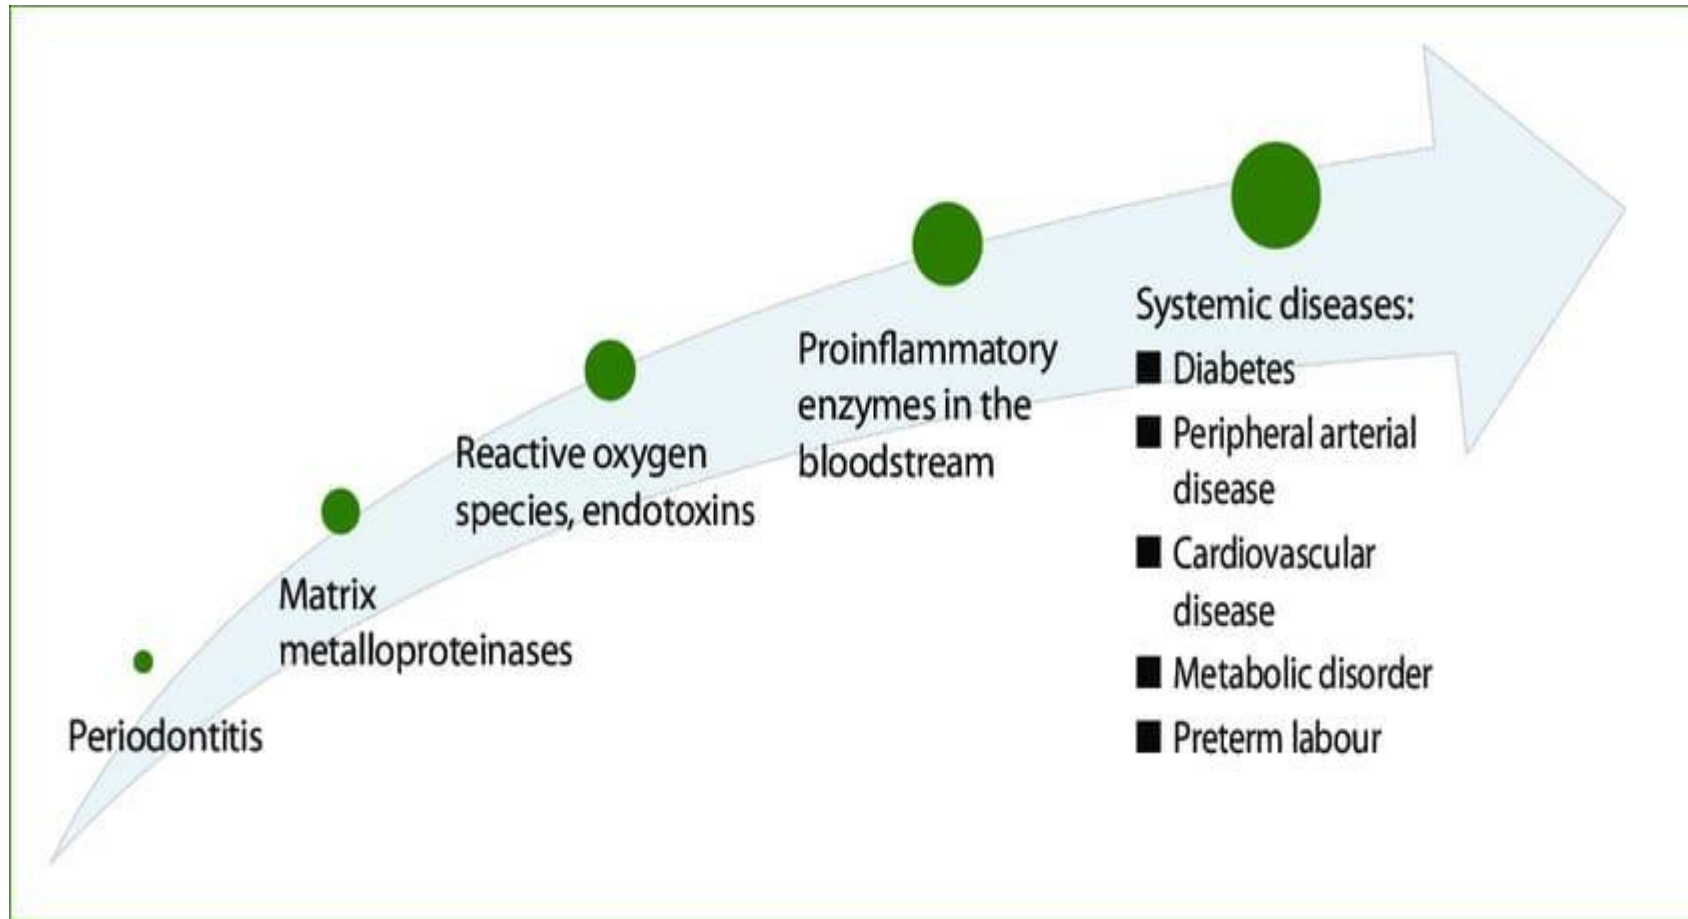 Periodontitis
Matrix
metalloproteinases
Reactive oxygen
species, endotoxins
Proinflammatory
enzymes in the
bloodstream
Systemic diseases:
■ Diabetes
■ Peripheral arterial
disease
■ Cardiovascular
disease
■ Metabolic disorder
■ Preterm labour